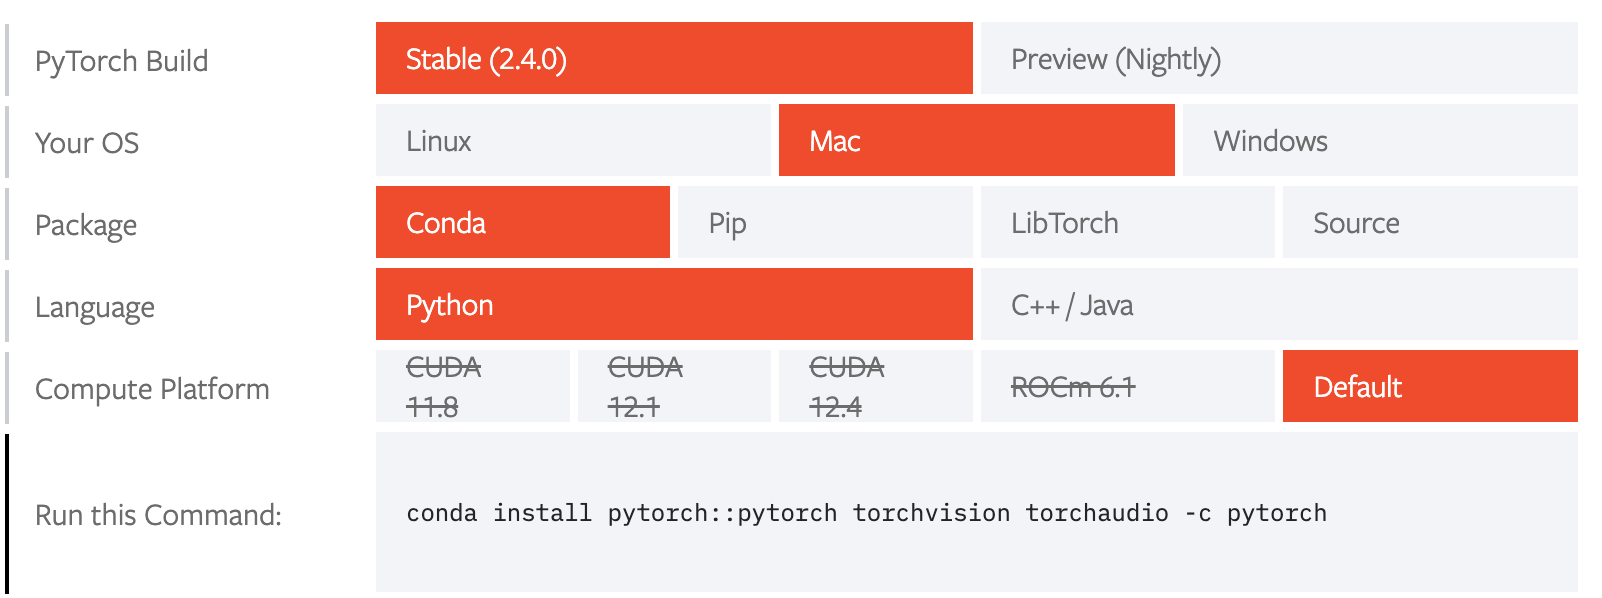 PyTorch Build
Stable (2.4.0)
Preview (Nightly)
Your OS
Linux
Mac
Windows
Package
Conda
Pip
LibTorch
Source
Language
Python
C++ / Java
Compute Platform
CUDA
11.8
CUDA
12.1
CUDA
12.4
ROCm 6.1
Default
Run this Command:
conda install pytorch::pytorch torchvision torchaudio -c pytorch